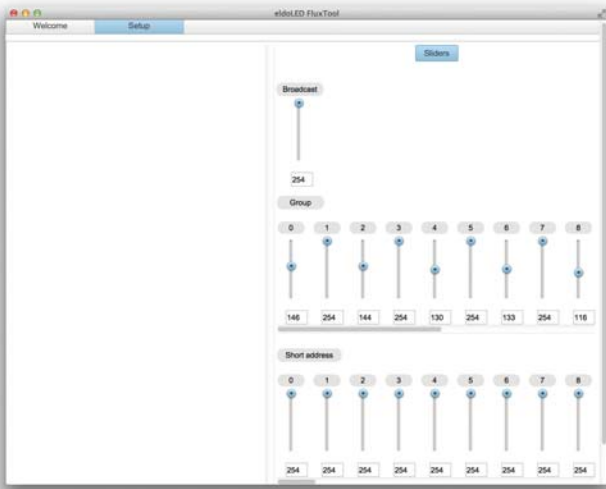 eldoLED FluxTool
Welcome Setup
Sliders
Broadcast
254
Group
0 1 2 3 4 5 6 7 8
146 254 144 254 130 254 133 254 116
Short address
0 1 2 3 4 5 6 7 8
254 254 254 254 254 254 254 254 254